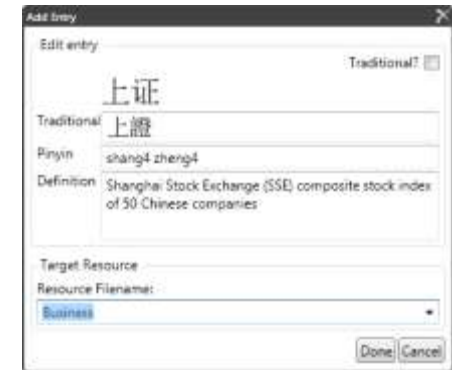 Add Entry
Edit entry
Traditional?
上证
Traditional 上證
Pinyin shang4 zheng4
Definition Shanghai Stock Exchange (SSE) composite stock index
of 50 Chinese companies
Target Resource
Resource Filename:
Business
Done Cancel